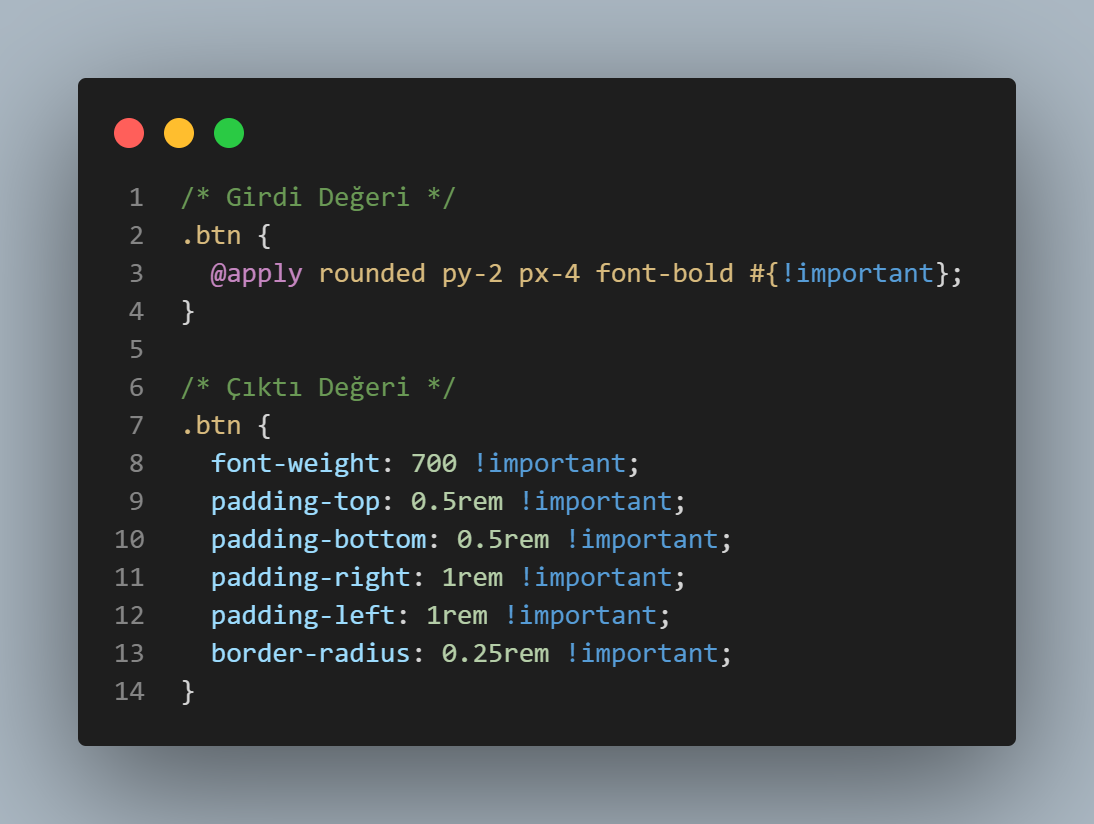 1 /* Girdi Değeri */
2 .btn {
3   @apply rounded py-2 px-4 font-bold #{!important};
4 }
5
6 /* Çıktı Değeri */
7 .btn {
8   font-weight: 700 !important;
9   padding-top: 0.5rem !important;
10   padding-bottom: 0.5rem !important;
11   padding-right: 1rem !important;
12   padding-left: 1rem !important;
13   border-radius: 0.25rem !important;
14 }